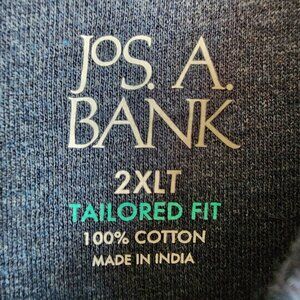 JOS. A.
BANK
2XLT
TAILORED FIT
100% COTTON
MADE IN INDIA